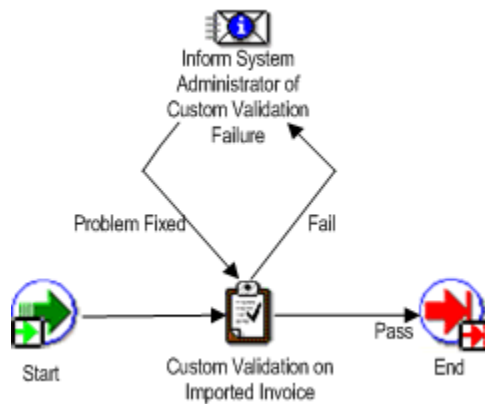 Inform System
Administrator of
Custom Validation
Failure
Problem Fixed
Fail
Pass
Start
Custom Validation on
Imported Invoice
End